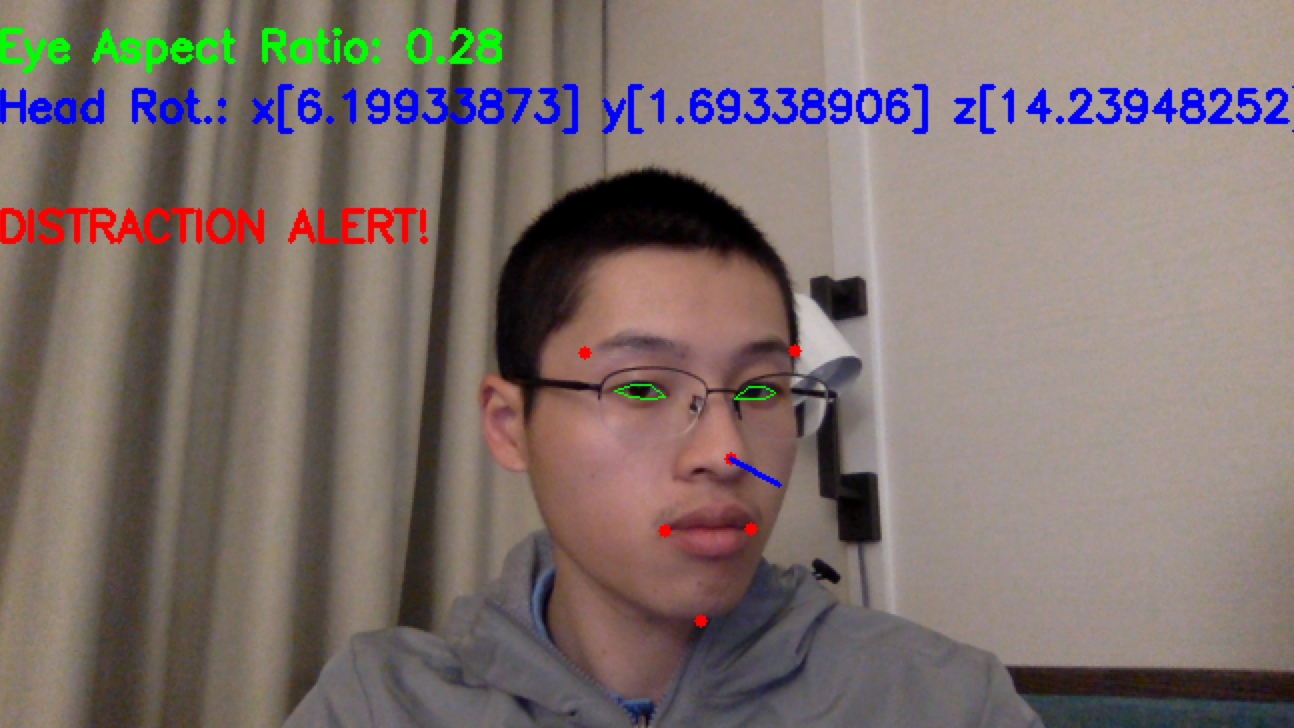 Eye Aspect Ratio: 0.28
Head Rot.: x[6.19933873] y[1.69338906] z[14.23948252]
DISTRACTION ALERT!